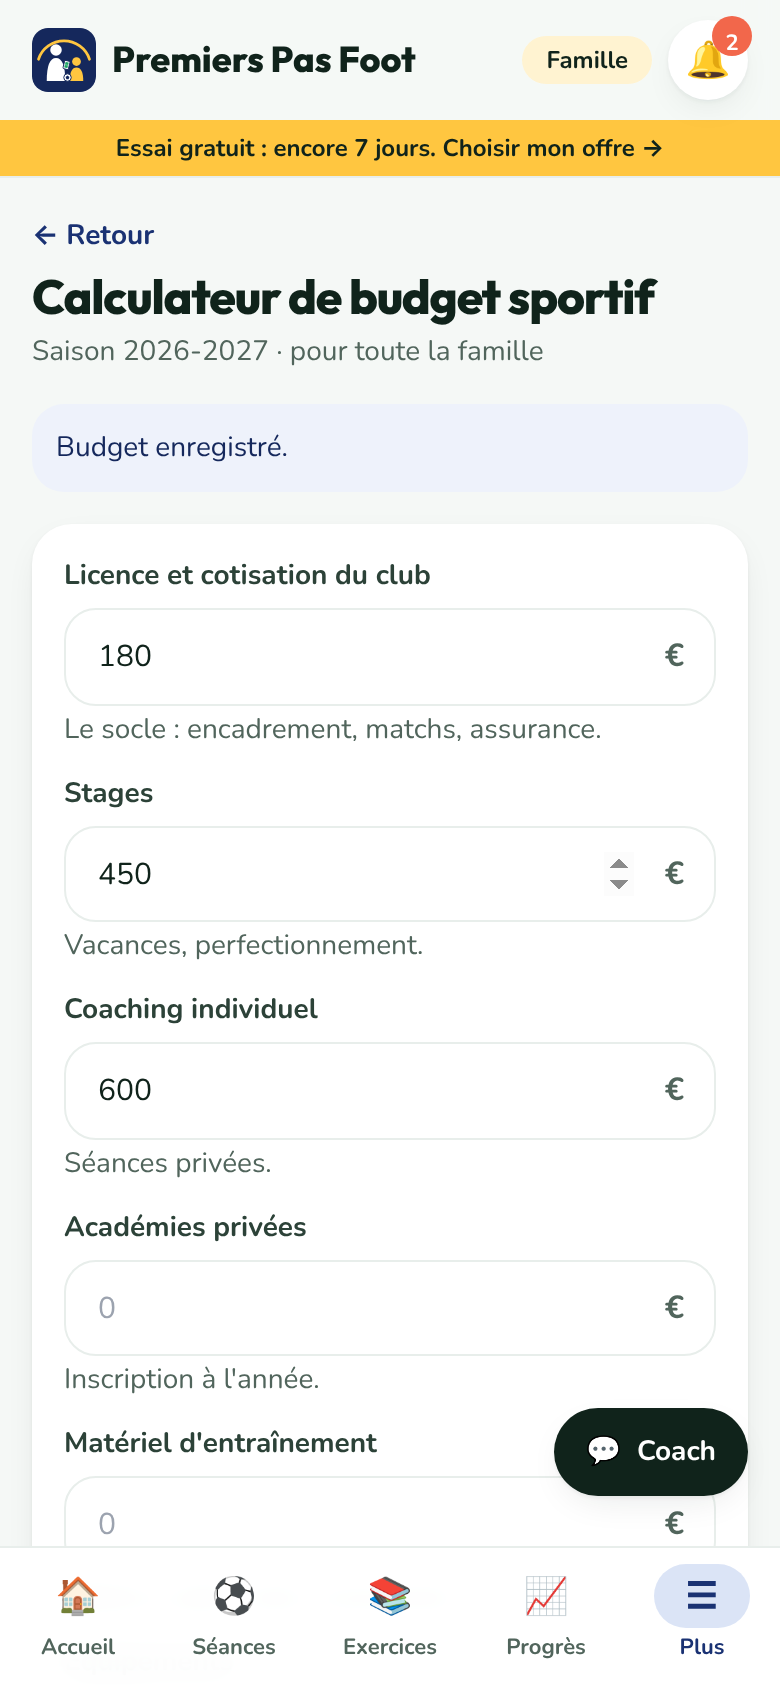 Premiers Pas Foot
Famille
2
Essai gratuit : encore 7 jours. Choisir mon offre →
← Retour
Calculateur de budget sportif
Saison 2026-2027 · pour toute la famille
Budget enregistré.
Licence et cotisation du club
180 €
Le socle : encadrement, matchs, assurance.
Stages
450 €
Vacances, perfectionnement.
Coaching individuel
600 €
Séances privées.
Académies privées
0 €
Inscription à l'année.
Matériel d'entraînement
Coach
0 €
Accueil
Séances
Exercices
Progrès
Plus